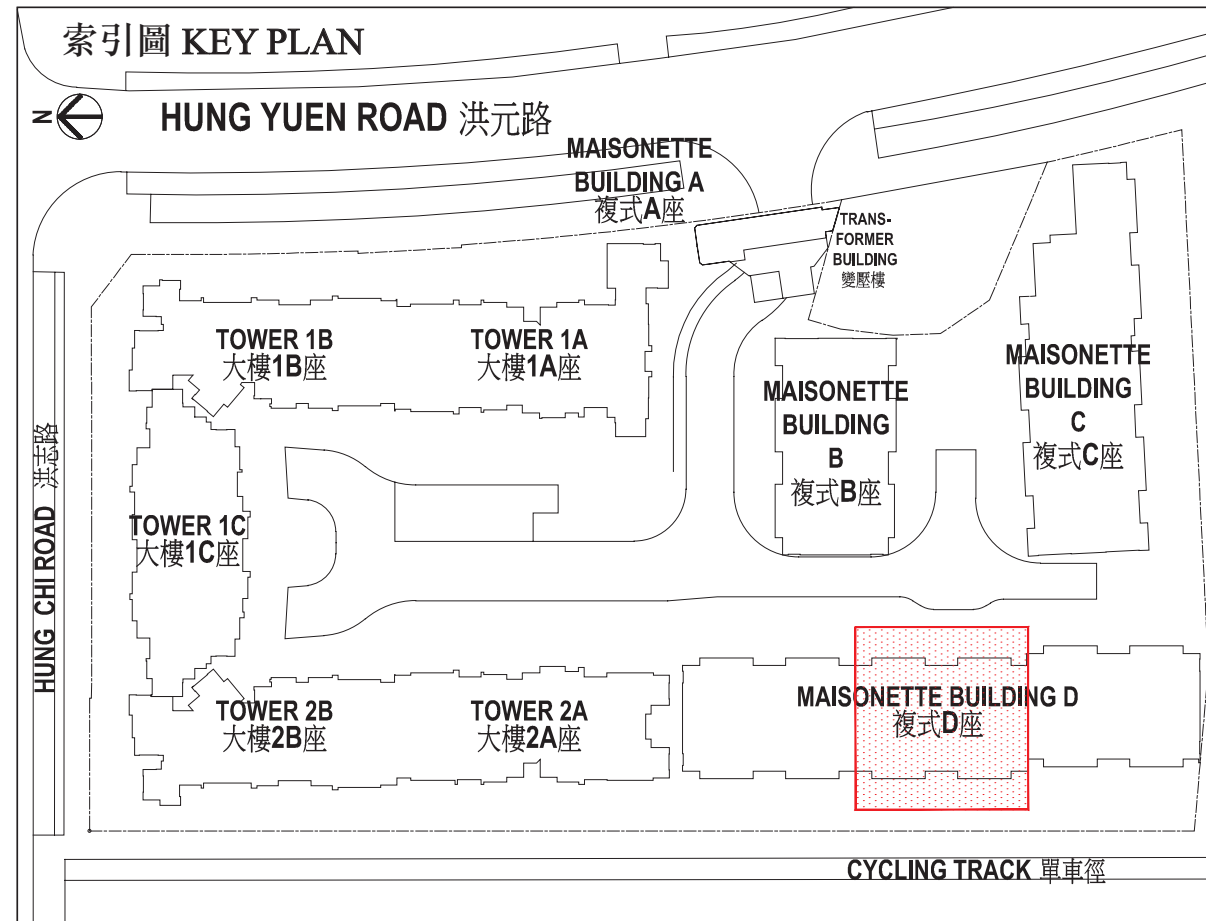 索引圖 KEY PLAN
N
HUNG YUEN ROAD 洪元路
MAISONETTE
BUILDING A
複式A座
TRANS-
FORMER
BUILDING
變壓樓
TOWER 1B
大樓1B座
TOWER 1A
大樓1A座
MAISONETTE
BUILDING
B
複式B座
MAISONETTE
BUILDING
C
複式C座
HUNG CHI ROAD 洪志路
TOWER 1C
大樓1C座
TOWER 2B
大樓2B座
TOWER 2A
大樓2A座
MAISONETTE BUILDING D
複式D座
CYCLING TRACK 單車徑